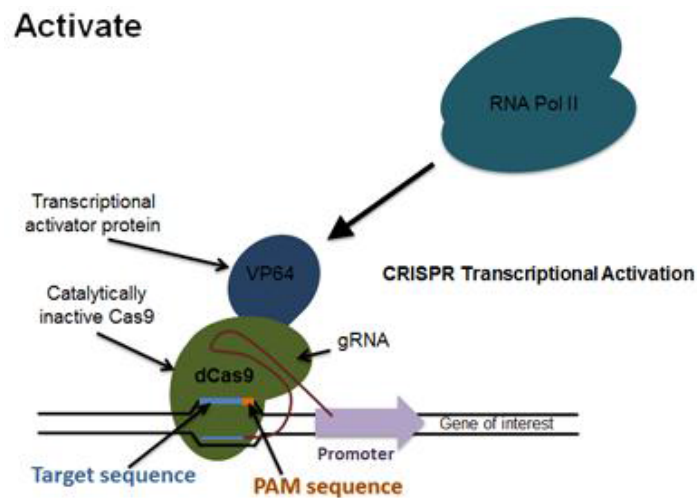 Activate
RNA Pol II
Transcriptional
activator protein
VP64
CRISPR Transcriptional Activation
Catalytically
inactive Cas9
gRNA
dCas9
Gene of interest
Promoter
Target sequence
PAM sequence